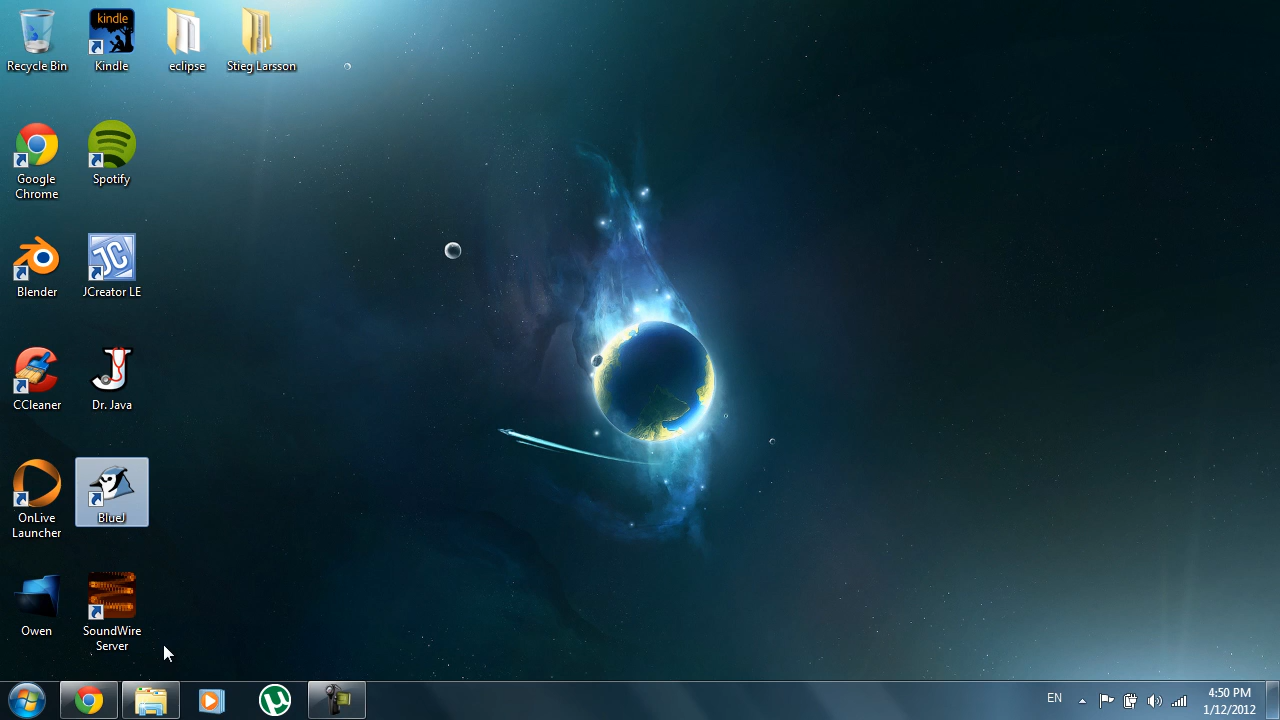 kindle
Recycle Bin
Kindle
eclipse
Stieg Larsson
Google
Chrome
Spotify
Blender
JC
JCreator LE
CCleaner
J
Dr. Java
OnLive
Launcher
BlueJ
Owen
SoundWire
Server
EN
4:50 PM
1/12/2012